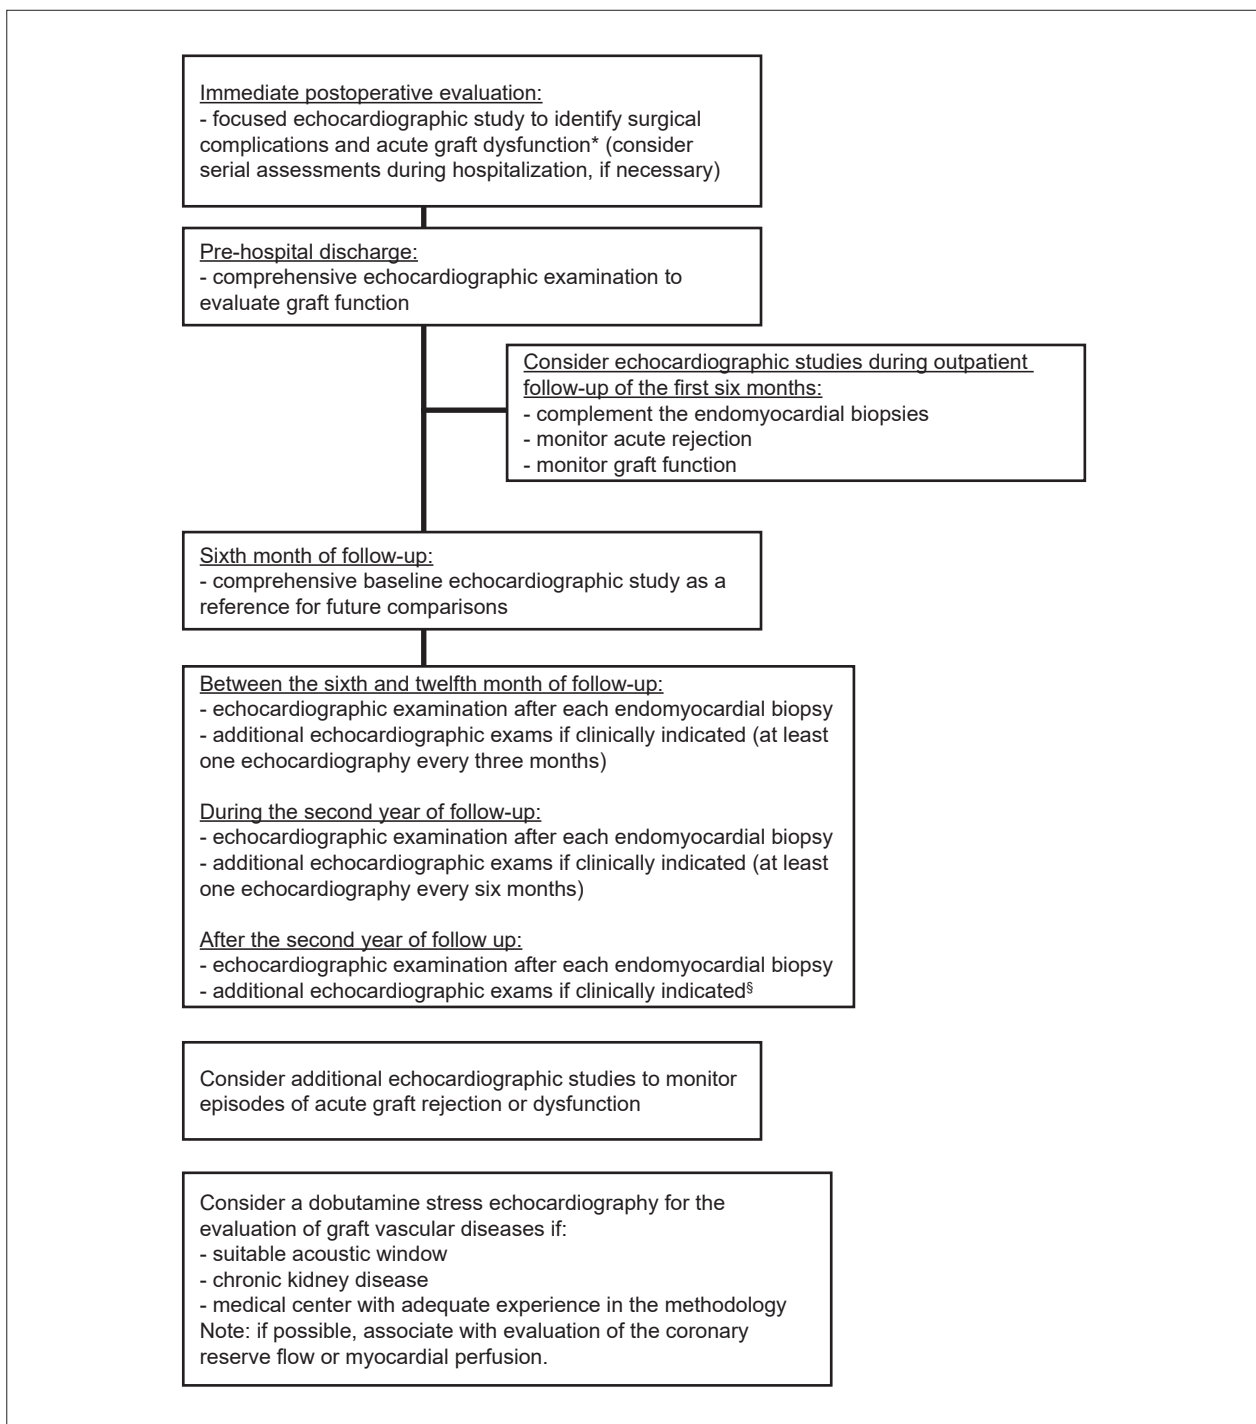 Immediate postoperative evaluation:
- focused echocardiographic study to identify surgical
complications and acute graft dysfunction* (consider
serial assessments during hospitalization, if necessary)
Pre-hospital discharge:
- comprehensive echocardiographic examination to
evaluate graft function
Consider echocardiographic studies during outpatient
follow-up of the first six months:
- complement the endomyocardial biopsies
- monitor acute rejection
- monitor graft function
Sixth month of follow-up:
- comprehensive baseline echocardiographic study as a
reference for future comparisons
Between the sixth and twelfth month of follow-up:
- echocardiographic examination after each endomyocardial biopsy
- additional echocardiographic exams if clinically indicated (at least
one echocardiography every three months)
During the second year of follow-up:
- echocardiographic examination after each endomyocardial biopsy
- additional echocardiographic exams if clinically indicated (at least
one echocardiography every six months)
After the second year of follow up:
- echocardiographic examination after each endomyocardial biopsy
- additional echocardiographic exams if clinically indicated§
Consider additional echocardiographic studies to monitor
episodes of acute graft rejection or dysfunction
Consider a dobutamine stress echocardiography for the
evaluation of graft vascular diseases if:
- suitable acoustic window
- chronic kidney disease
- medical center with adequate experience in the methodology
Note: if possible, associate with evaluation of the coronary
reserve flow or myocardial perfusion.